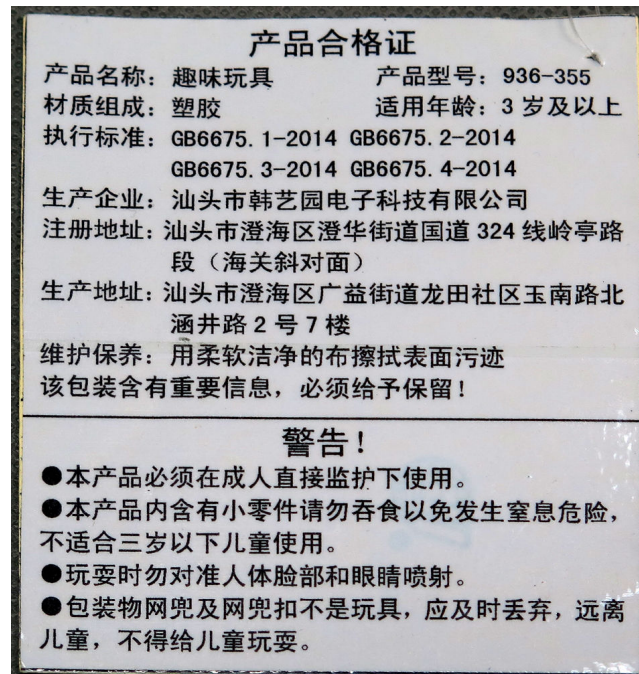 产品合格证
产品名称：趣味玩具 产品型号：936-355
材质组成：塑胶 适用年龄：3 岁及以上
执行标准：GB6675.1-2014 GB6675.2-2014
GB6675.3-2014 GB6675.4-2014
生产企业：汕头市韩艺园电子科技有限公司
注册地址：汕头市澄海区澄华街道国道 324 线岭亭路
段（海关斜对面）
生产地址：汕头市澄海区广益街道龙田社区玉南路北
涵井路 2 号 7 楼
维护保养：用柔软洁净的布擦拭表面污迹
该包装含有重要信息，必须给予保留！
警告！
●本产品必须在成人直接监护下使用。
●本产品内含有小零件请勿吞食以免发生窒息危险，
不适合三岁以下儿童使用。
●玩耍时勿对准人体脸部和眼睛喷射。
●包装物网兜及网兜扣不是玩具，应及时丢弃，远离
儿童，不得给儿童玩耍。